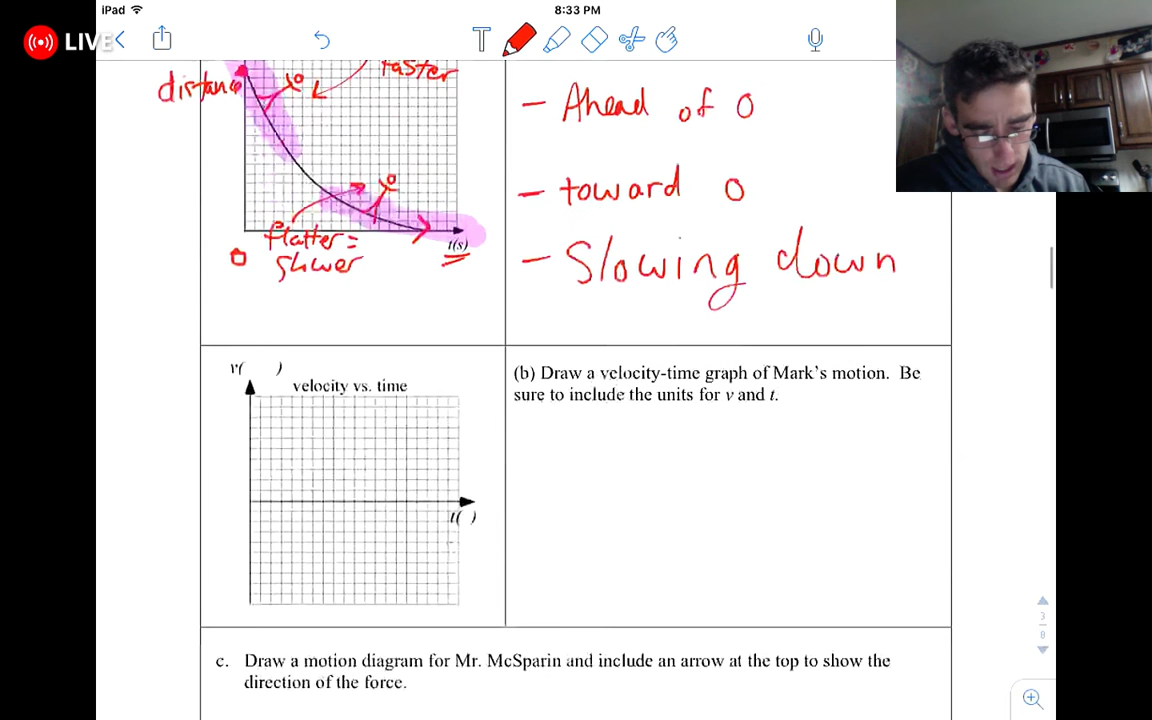 iPad
8:33 PM
LIVE
T
faster
distance
- Ahead of 0
- toward 0
flatter =
slower
0
t(s)
- Slowing down
v( )
velocity vs. time
t( )
(b) Draw a velocity-time graph of Mark's motion. Be
sure to include the units for v and t.
c. Draw a motion diagram for Mr. McSparin and include an arrow at the top to show the
direction of the force.
3
8